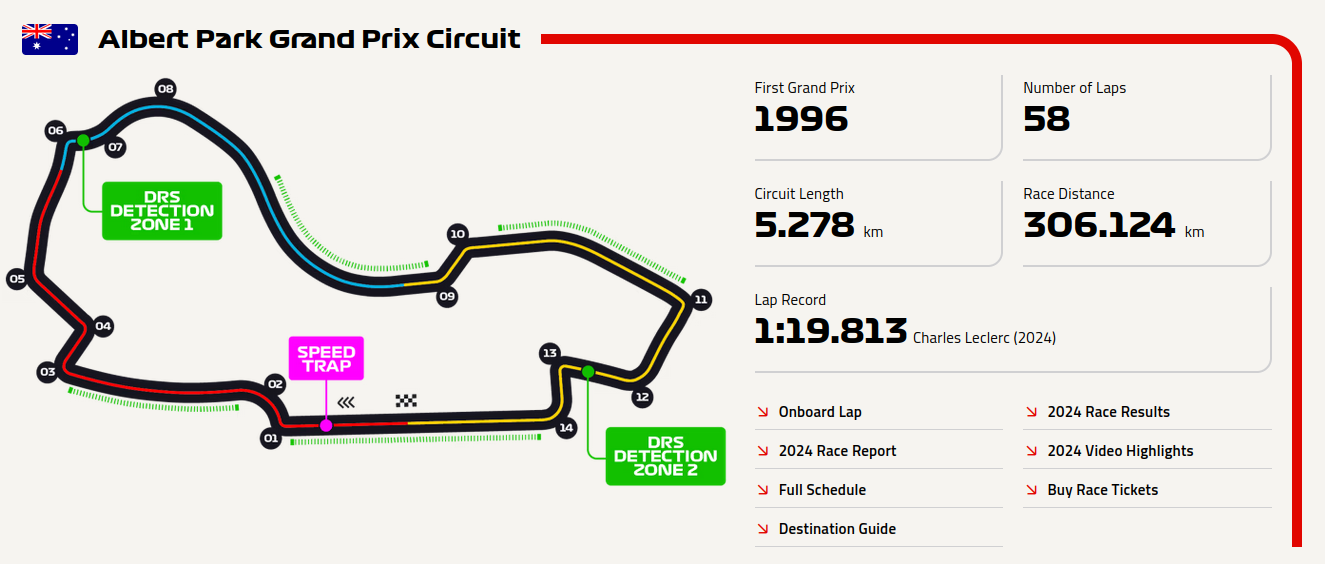 Albert Park Grand Prix Circuit
First Grand Prix
1996
Number of Laps
58
Circuit Length
5.278 km
Race Distance
306.124 km
Lap Record
1:19.813 Charles Leclerc (2024)
Onboard Lap
2024 Race Results
2024 Race Report
2024 Video Highlights
Full Schedule
Buy Race Tickets
Destination Guide
08
06
07
DRS
DETECTION
ZONE 1
10
05
09
11
04
SPEED
TRAP
13
03
02
12
01
14
DRS
DETECTION
ZONE 2